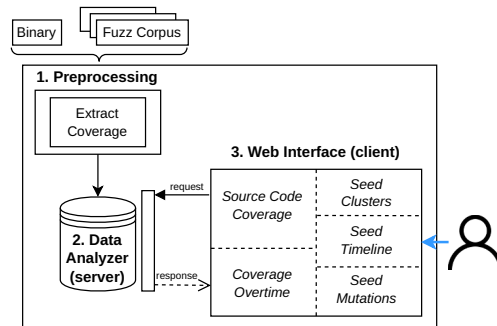 Binary
Fuzz Corpus
1. Preprocessing
Extract
Coverage
3. Web Interface (client)
request
Source Code
Coverage
Seed
Clusters
2. Data
Analyzer
(server)
Seed
Timeline
response
Coverage
Overtime
Seed
Mutations